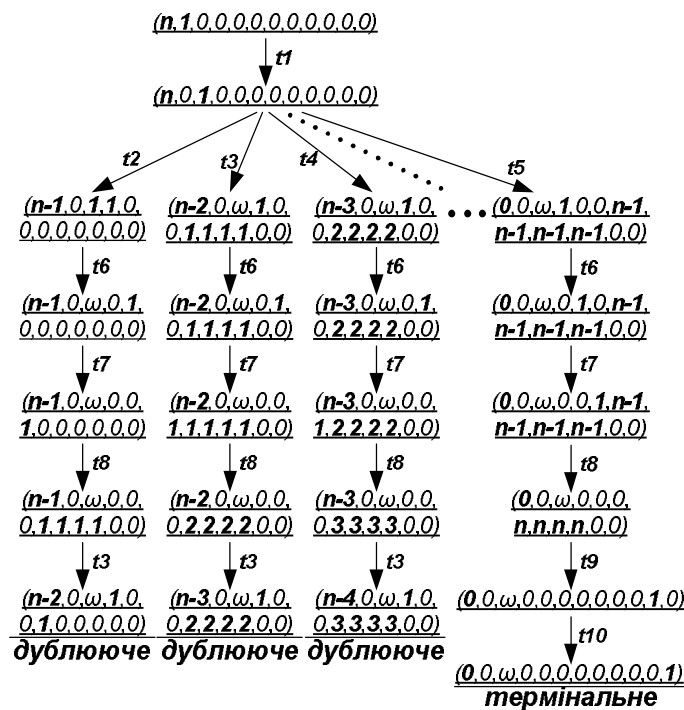 (n,1,0,0,0,0,0,0,0,0,0,0)
t1
(n,0,1,0,0,0,0,0,0,0,0,0)
t2
t3
t4
t5
(n-1,0,1,1,0,
0,0,0,0,0,0,0)
(n-2,0,ω,1,0,
0,1,1,1,1,0,0)
(n-3,0,ω,1,0,
0,2,2,2,2,0,0)
(0,0,ω,1,0,0,n-1,
n-1,n-1,n-1,0,0)
t6
t6
t6
t6
(n-1,0,ω,0,1,
0,0,0,0,0,0,0)
(n-2,0,ω,0,1,
0,1,1,1,1,0,0)
(n-3,0,ω,0,1,
0,2,2,2,2,0,0)
(0,0,ω,0,1,0,n-1,
n-1,n-1,n-1,0,0)
t7
t7
t7
t7
(n-1,0,ω,0,0,
1,0,0,0,0,0,0)
(n-2,0,ω,0,0,
1,1,1,1,1,0,0)
(n-3,0,ω,0,0,
1,2,2,2,2,0,0)
(0,0,ω,0,0,1,n-1,
n-1,n-1,n-1,0,0)
t8
t8
t8
t8
(n-1,0,ω,0,0,
0,1,1,1,1,0,0)
(n-2,0,ω,0,0,
0,2,2,2,2,0,0)
(n-3,0,ω,0,0,
0,3,3,3,3,0,0)
(0,0,ω,0,0,0,
n,n,n,n,0,0)
t3
t3
t3
t9
(n-2,0,ω,1,0,
0,1,0,0,0,0,0)
дублююче
(n-3,0,ω,1,0,
0,2,2,2,2,0,0)
дублююче
(n-4,0,ω,1,0,
0,3,3,3,3,0,0)
дублююче
(0,0,ω,0,0,0,0,0,0,0,1,0)
t10
(0,0,ω,0,0,0,0,0,0,0,0,1)
термінальне